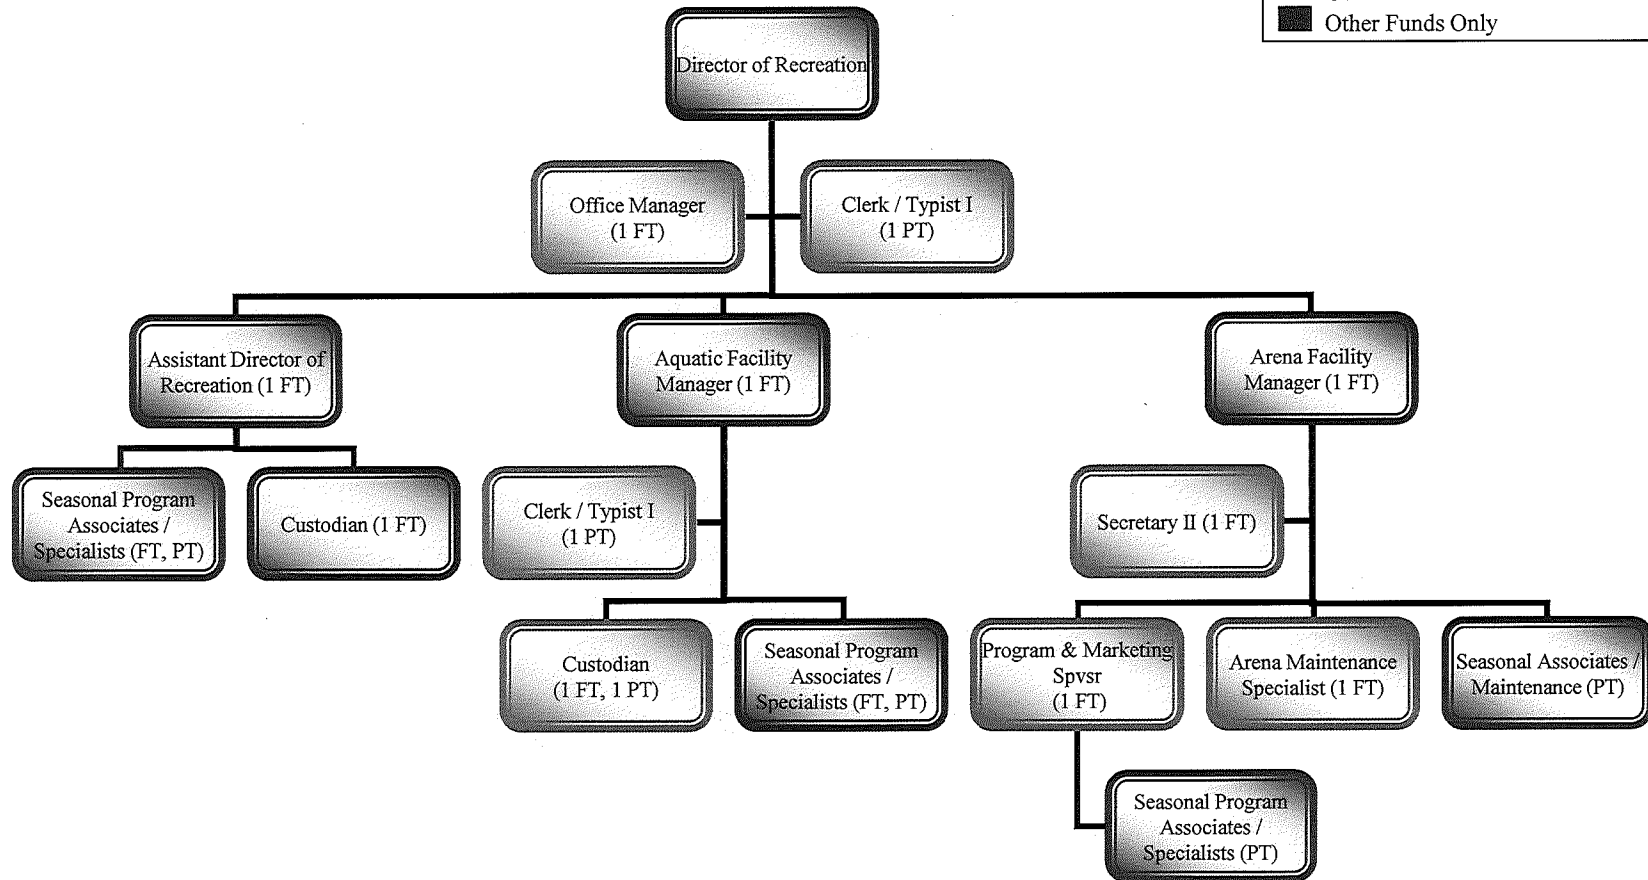 Other Funds Only
Director of Recreation
Office Manager
(1 FT)
Clerk / Typist I
(1 PT)
Assistant Director of
Recreation (1 FT)
Aquatic Facility
Manager (1 FT)
Arena Facility
Manager (1 FT)
Seasonal Program
Associates /
Specialists (FT, PT)
Custodian (1 FT)
Clerk / Typist I
(1 PT)
Secretary II (1 FT)
Custodian
(1 FT, 1 PT)
Seasonal Program
Associates /
Specialists (FT, PT)
Program & Marketing
Spvsr
(1 FT)
Arena Maintenance
Specialist (1 FT)
Seasonal Associates /
Maintenance (PT)
Seasonal Program
Associates /
Specialists (PT)